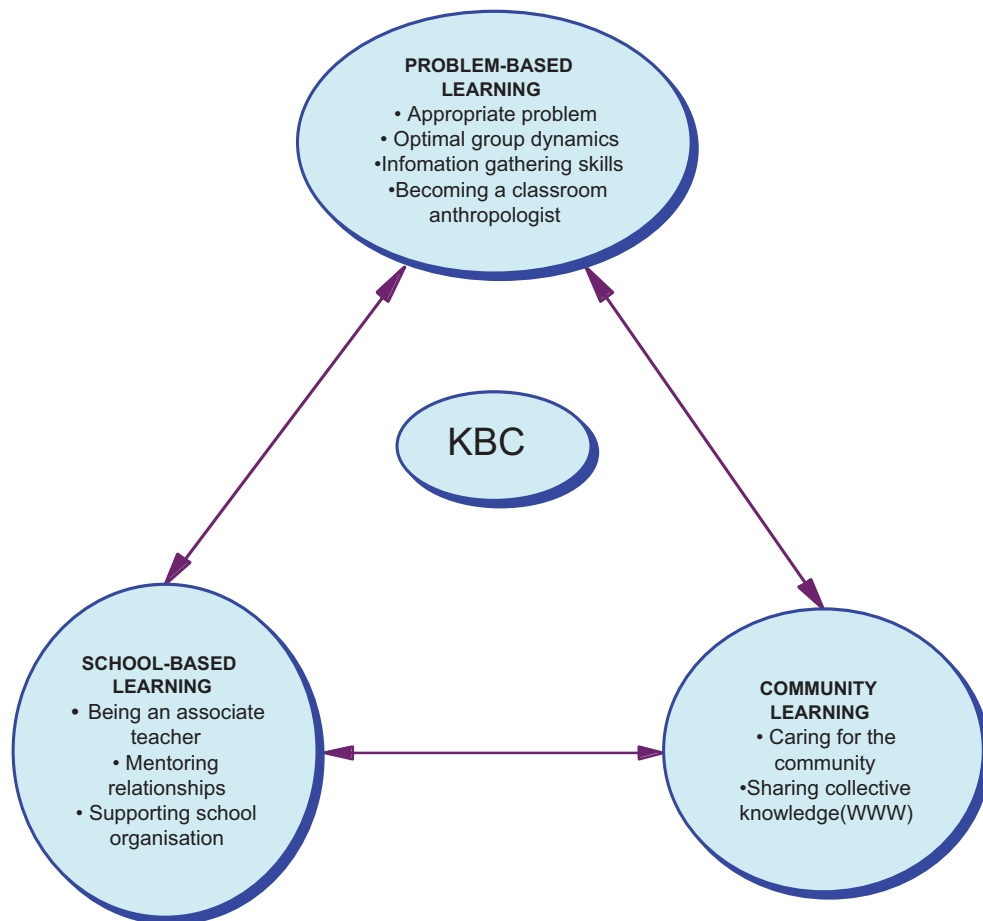 PROBLEM-BASED
LEARNING
• Appropriate problem
• Optimal group dynamics
•Infomation gathering skills
•Becoming a classroom
anthropologist
KBC
SCHOOL-BASED
LEARNING
• Being an associate
teacher
• Mentoring
relationships
• Supporting school
organisation
COMMUNITY
LEARNING
• Caring for the
community
•Sharing collective
knowledge(WWW)